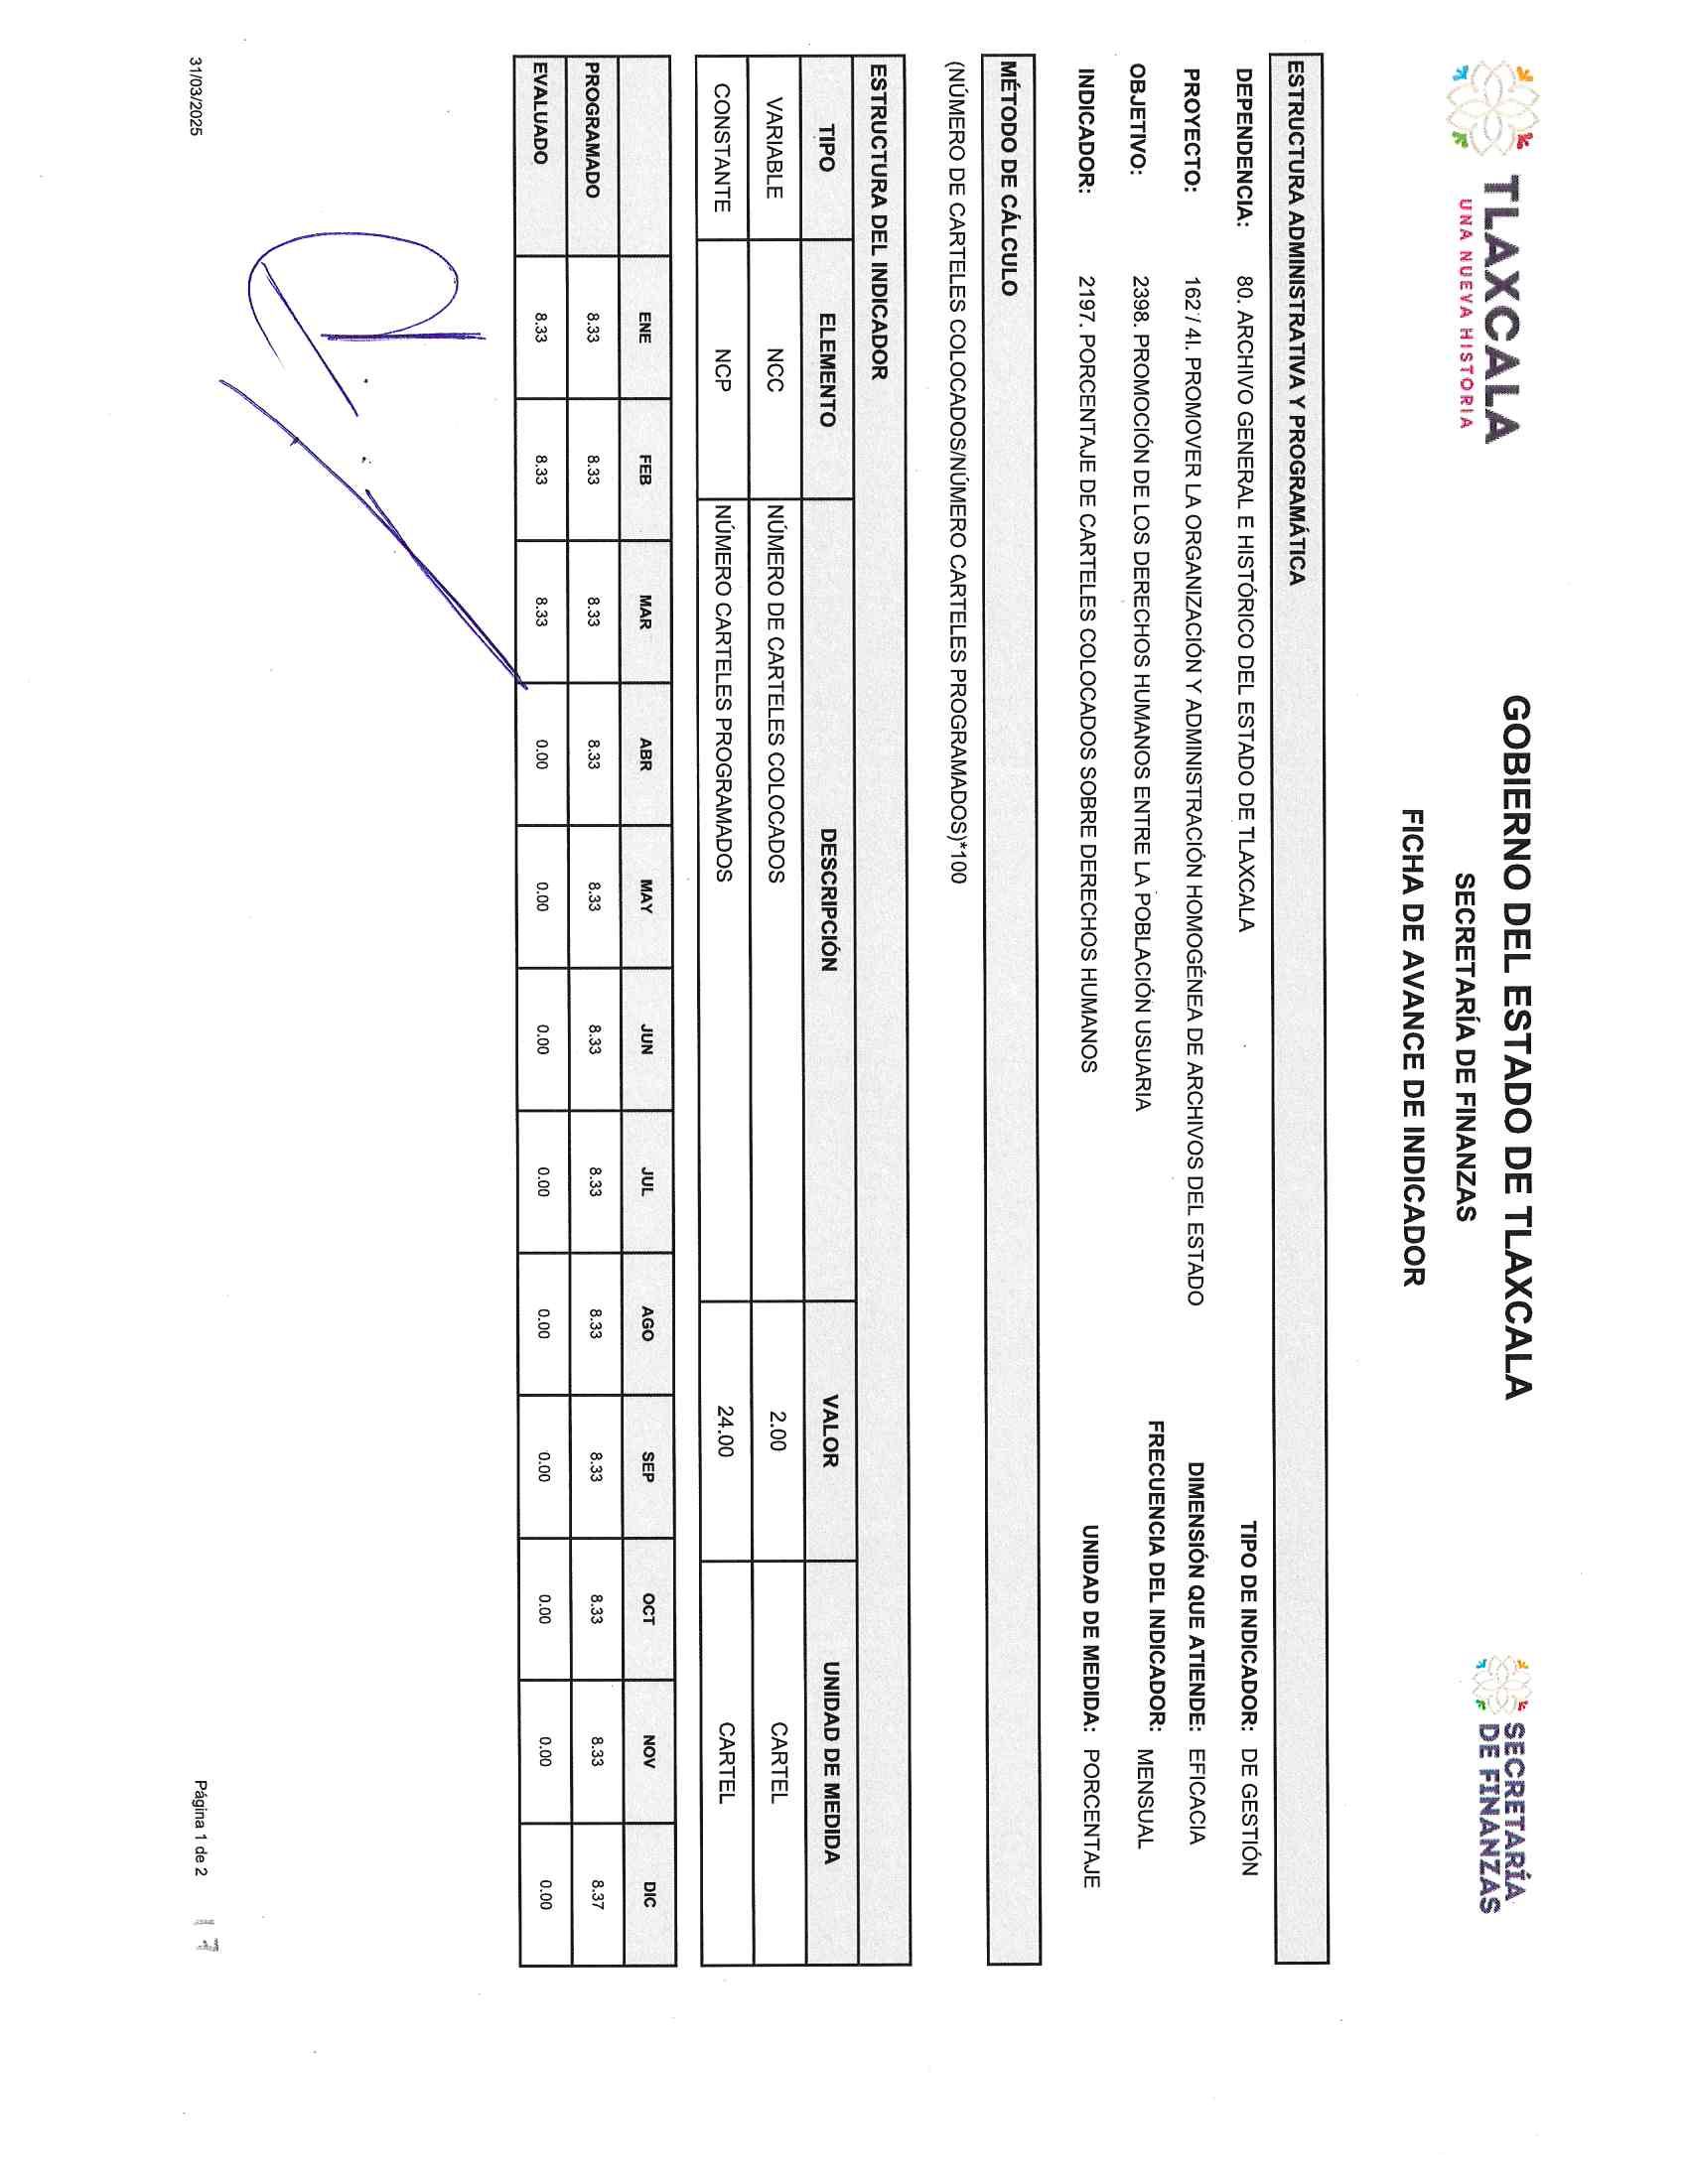 TLAXCALA
UNA NUEVA HISTORIA
GOBIERNO DEL ESTADO DE TLAXCALA
SECRETARÍA DE FINANZAS
FICHA DE AVANCE DE INDICADOR
SECRETARÍA
DE FINANZAS
ESTRUCTURA ADMINISTRATIVA Y PROGRAMÁTICA
DEPENDENCIA: 80. ARCHIVO GENERAL E HISTÓRICO DEL ESTADO DE TLAXCALA TIPO DE INDICADOR: DE GESTIÓN
PROYECTO: 162 / 4I. PROMOVER LA ORGANIZACIÓN Y ADMINISTRACIÓN HOMOGÉNEA DE ARCHIVOS DEL ESTADO DIMENSIÓN QUE ATIENDE: EFICACIA
OBJETIVO: 2398. PROMOCIÓN DE LOS DERECHOS HUMANOS ENTRE LA POBLACIÓN USUARIA FRECUENCIA DEL INDICADOR: MENSUAL
INDICADOR: 2197. PORCENTAJE DE CARTELES COLOCADOS SOBRE DERECHOS HUMANOS UNIDAD DE MEDIDA: PORCENTAJE
MÉTODO DE CÁLCULO
(NÚMERO DE CARTELES COLOCADOS/NÚMERO CARTELES PROGRAMADOS)*100
ESTRUCTURA DEL INDICADOR
TIPO ELEMENTO DESCRIPCIÓN VALOR UNIDAD DE MEDIDA
VARIABLE NCC NÚMERO DE CARTELES COLOCADOS 2.00 CARTEL
CONSTANTE NCP NÚMERO CARTELES PROGRAMADOS 24.00 CARTEL
ENE FEB MAR ABR MAY JUN JUL AGO SEP OCT NOV DIC
PROGRAMADO 8.33 8.33 8.33 8.33 8.33 8.33 8.33 8.33 8.33 8.33 8.33 8.37
EVALUADO 8.33 8.33 8.33 0.00 0.00 0.00 0.00 0.00 0.00 0.00 0.00 0.00
31/03/2025 Página 1 de 2